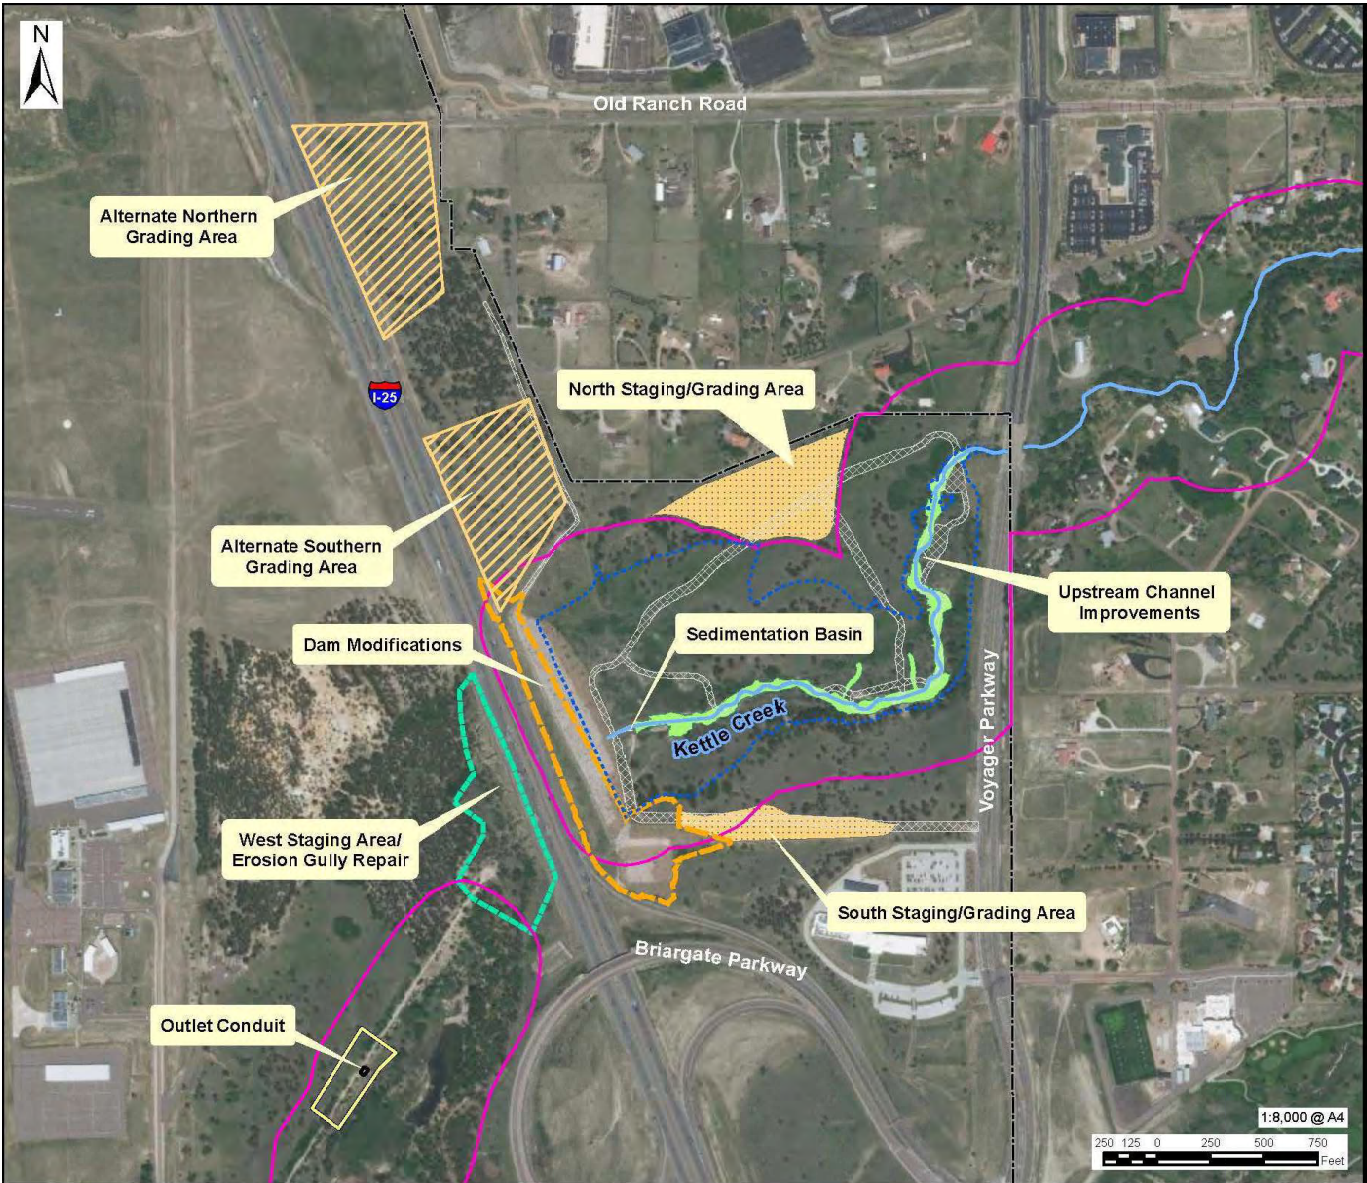 N
Old Ranch Road
Alternate Northern
Grading Area
I-25
North Staging/Grading Area
Alternate Southern
Grading Area
Upstream Channel
Improvements
Dam Modifications
Sedimentation Basin
Kettle Creek
Voyager Parkway
West Staging Area/
Erosion Gully Repair
South Staging/Grading Area
Briargate Parkway
Outlet Conduit
1:8,000 @ A4
250 125 0 250 500 750
Feet